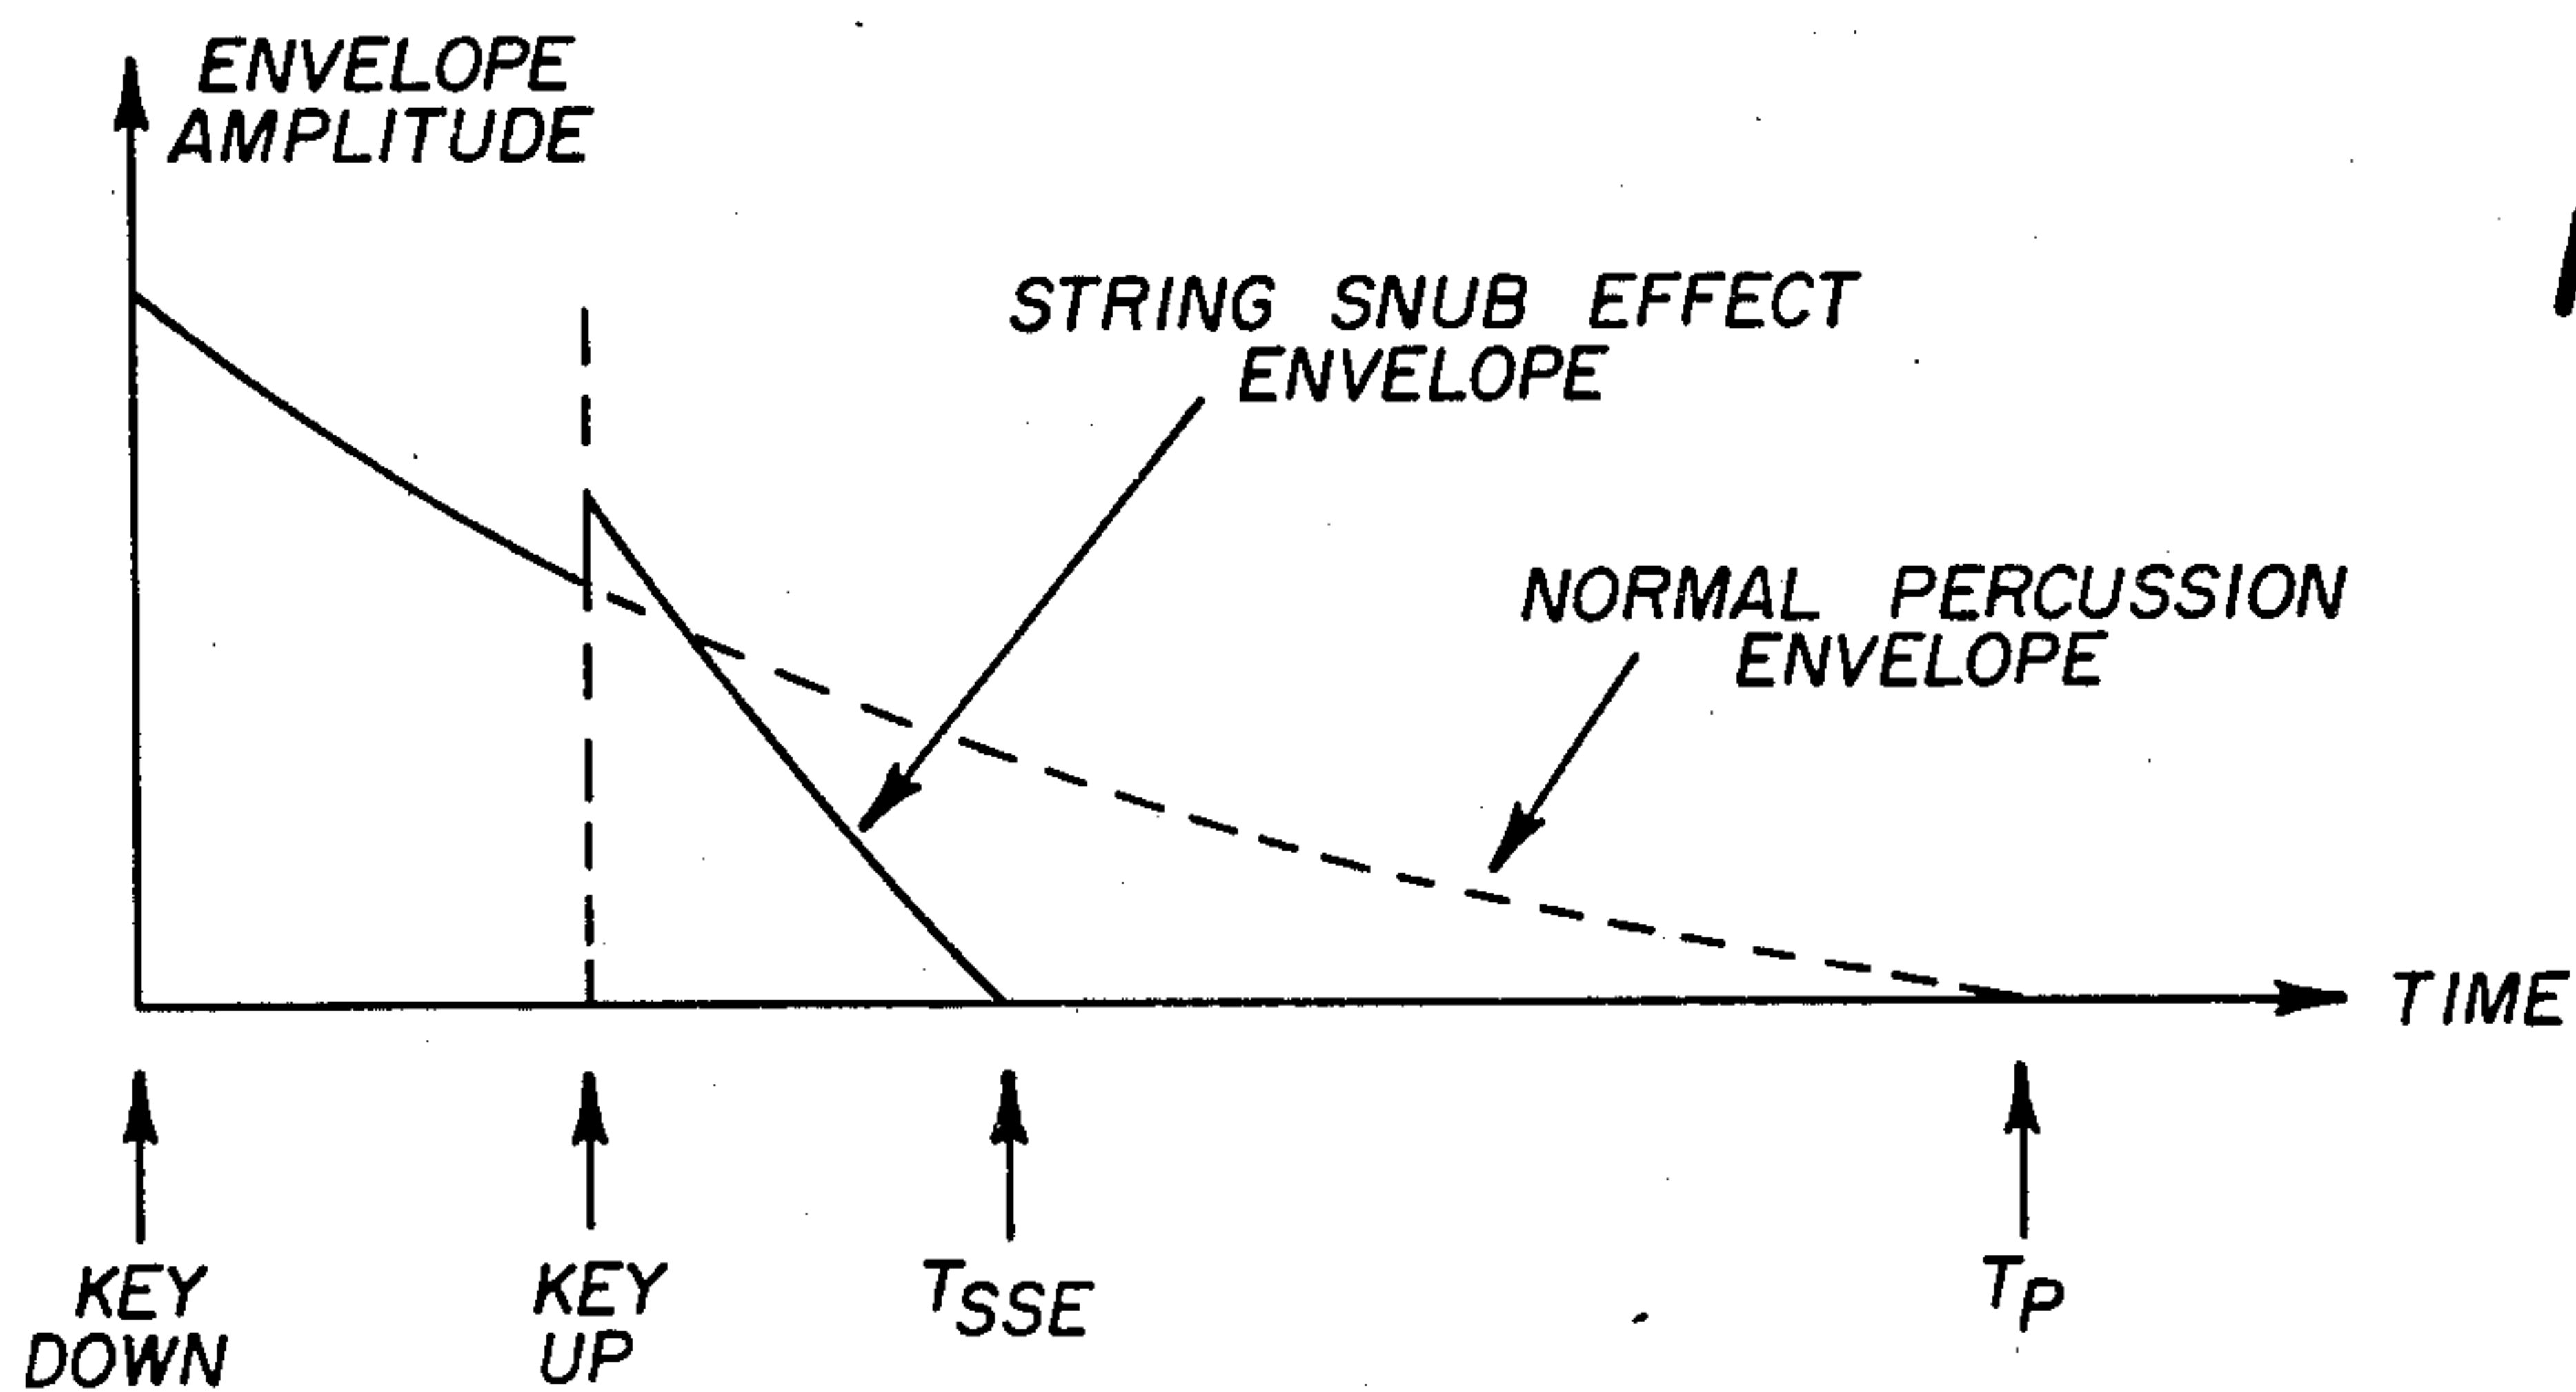 ENVELOPE
AMPLITUDE
STRING SNUB EFFECT
ENVELOPE
NORMAL PERCUSSION
ENVELOPE
TIME
KEY
DOWN
KEY
UP
TSSE
TP